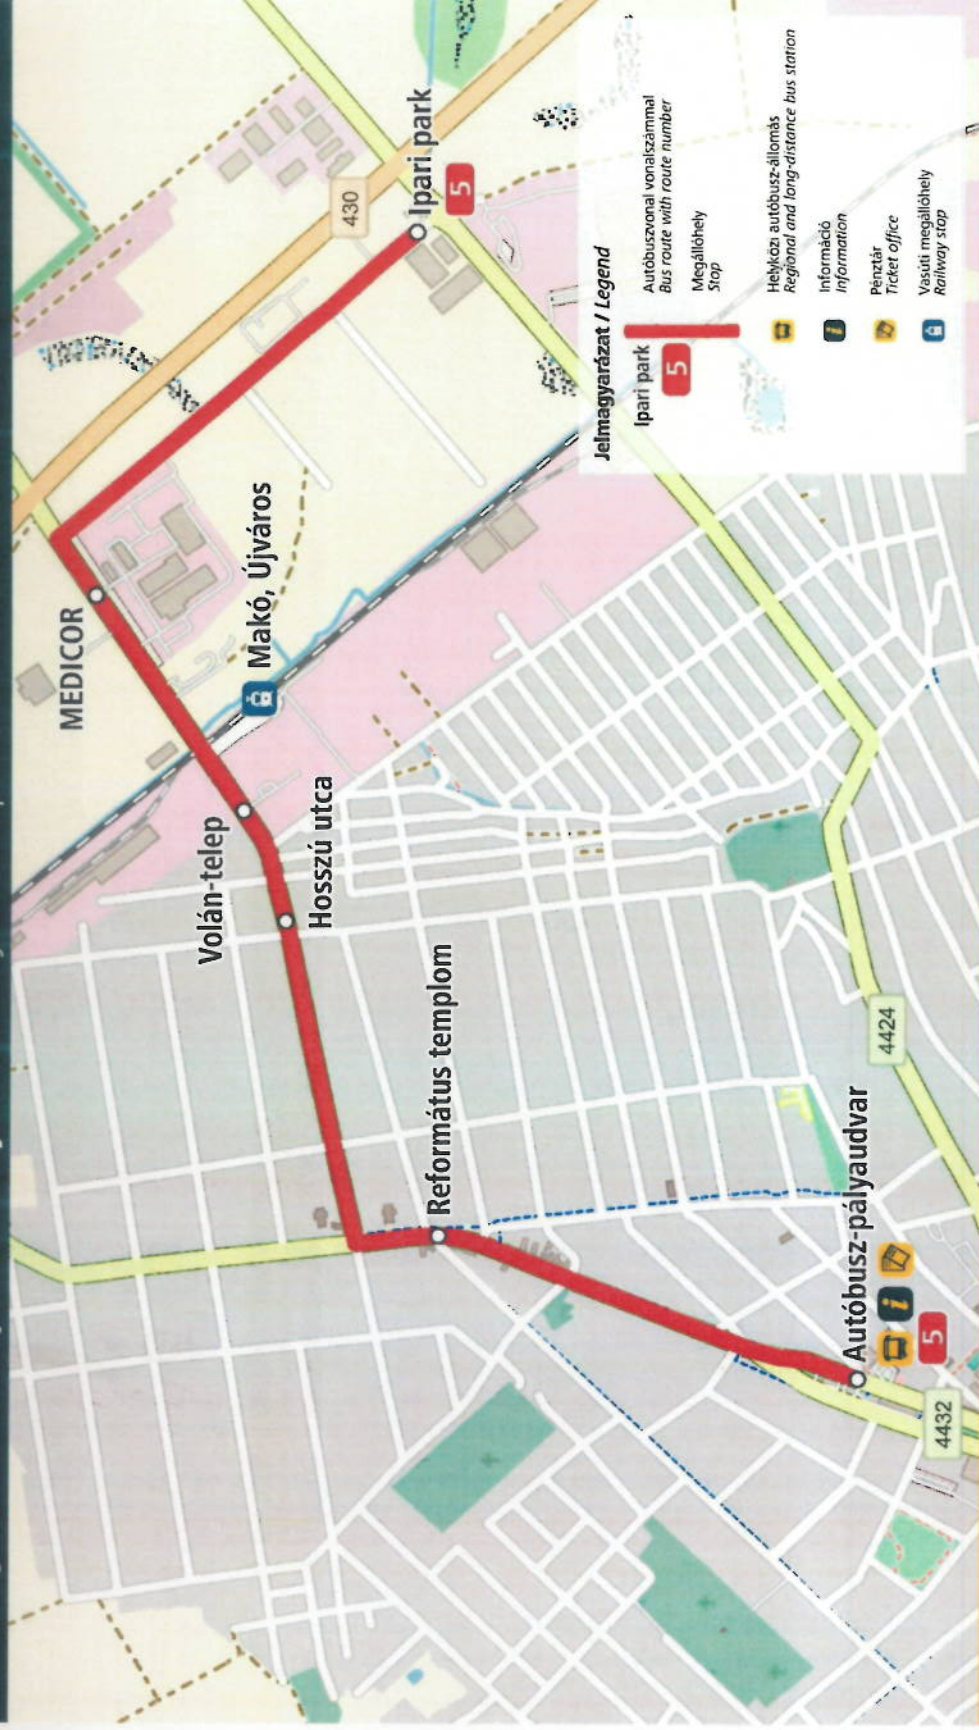 430
Ipari park
5
MEDICOR
Makó, Újváros
Volán-telep
Hosszú utca
Református templom
4424
Autóbusz-pályaudvar
i
5
4432
Jelmagyarázat / Legend
Ipari park
5
Autóbuszvonal vonalszámmal
Bus route with route number
Megállóhely
Stop
Helyközi autóbusz-állomás
Regional and long-distance bus station
i
Információ
Information
Pénztár
Ticket office
Vasúti megállóhely
Railway stop